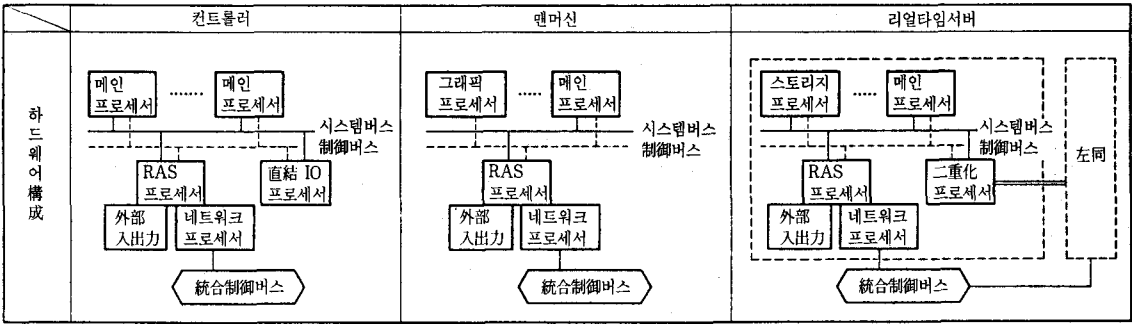 컨트롤러
맨머신
리얼타임서버
하드웨어構成
메인
프로세서
.......
메인
프로세서
시스템버스
制御버스
RAS
프로세서
直結 IO
프로세서
外部
入出力
네트워크
프로세서
統合制御버스
그래픽
프로세서
.....
메인
프로세서
시스템버스
制御버스
RAS
프로세서
外部
入出力
네트워크
프로세서
統合制御버스
스토리지
프로세서
.....
메인
프로세서
시스템버스
制御버스
RAS
프로세서
二重化
프로세서
外部
入出力
네트워크
프로세서
統合制御버스
左同